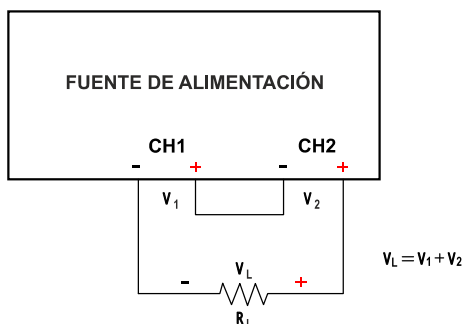 FUENTE DE ALIMENTACIÓN
CH1 CH2
- + - +
V1 V2
VL
- +
RL
VL = V1 + V2